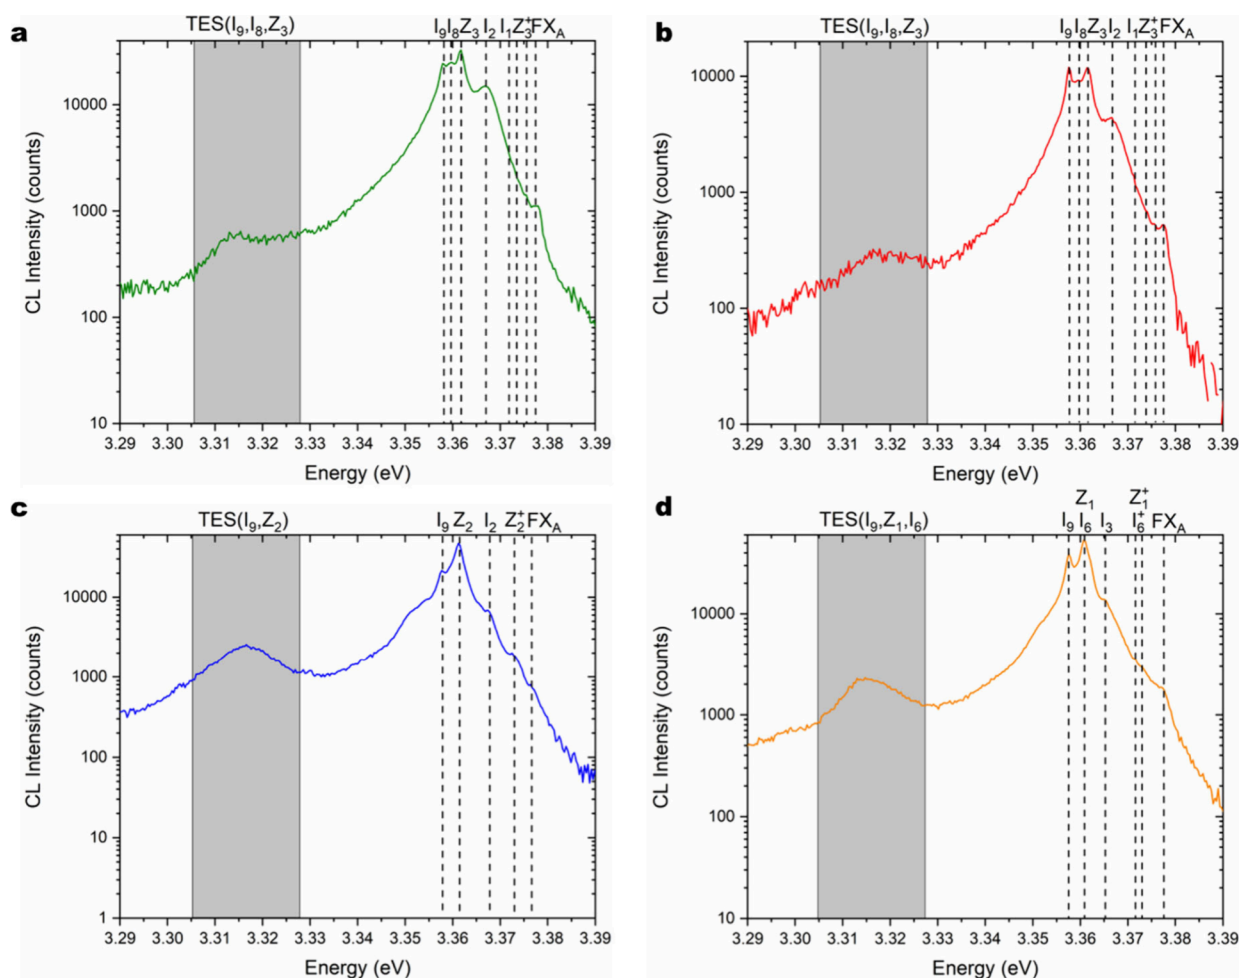 a
TES(I9,I8,Z3)
I9I8Z3 I2 I1Z3+FXA
CL Intensity (counts)
10000
1000
100
10
3.29 3.30 3.31 3.32 3.33 3.34 3.35 3.36 3.37 3.38 3.39
Energy (eV)
b
TES(I9,I8,Z3)
I9I8Z3I2 I1Z3+FXA
CL Intensity (counts)
10000
1000
100
10
3.29 3.30 3.31 3.32 3.33 3.34 3.35 3.36 3.37 3.38 3.39
Energy (eV)
c
TES(I9,Z2)
I9 Z2 I2 Z2+FXA
CL Intensity (counts)
10000
1000
100
10
1
3.29 3.30 3.31 3.32 3.33 3.34 3.35 3.36 3.37 3.38 3.39
Energy (eV)
d
Z1 Z1+
TES(I9,Z1,I6)
I9 I6 I3 I6+ FXA
CL Intensity (counts)
10000
1000
100
10
3.29 3.30 3.31 3.32 3.33 3.34 3.35 3.36 3.37 3.38 3.39
Energy (eV)